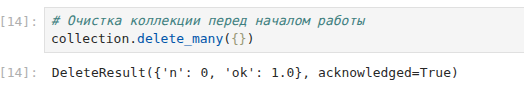 [14]: # Очистка коллекции перед началом работы
collection.delete_many({})
[14]: DeleteResult({'n': 0, 'ok': 1.0}, acknowledged=True)